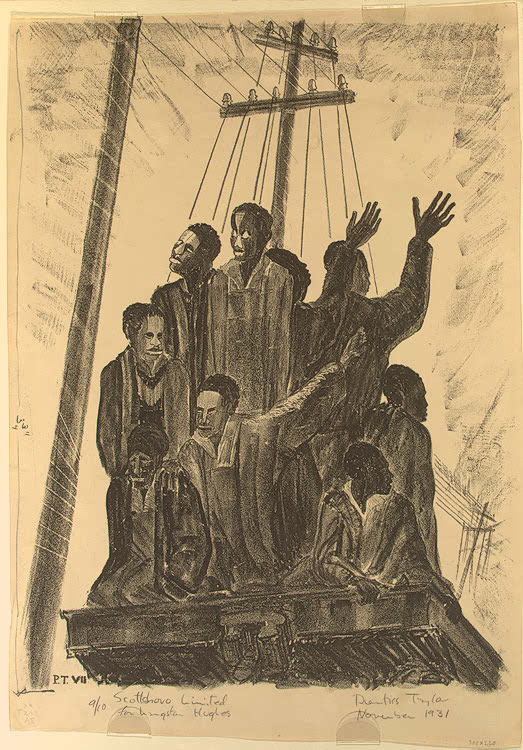 P.T. VII
9/10 Scottsboro Limited
for Langston Hughes
Prentiss Taylor
November 1931